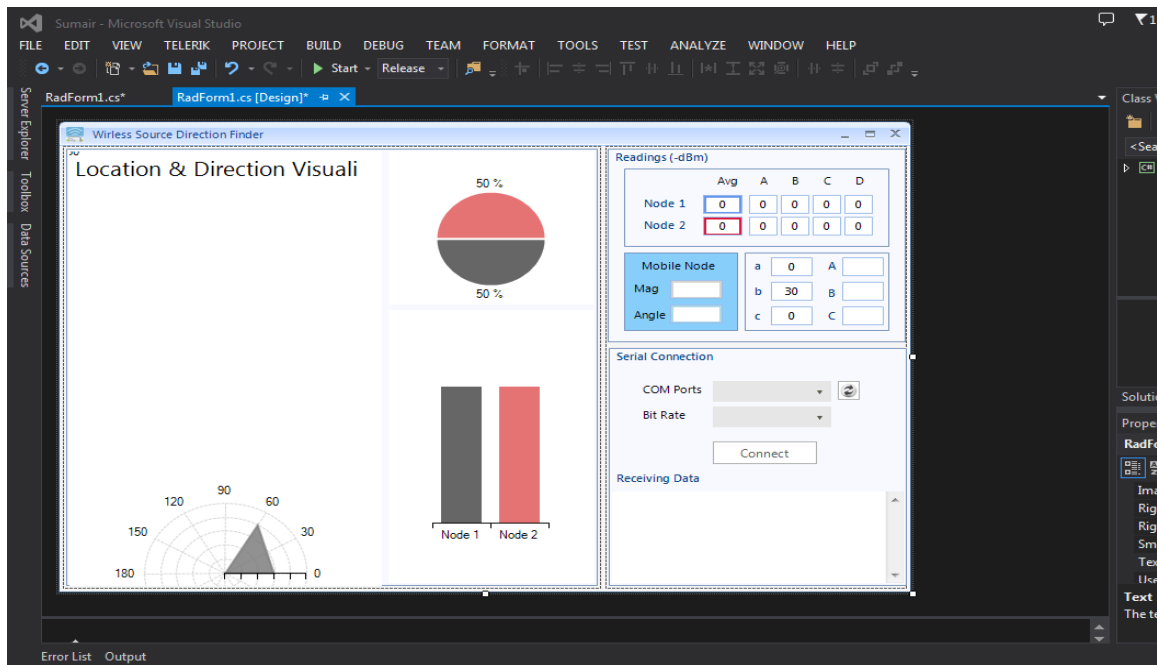 Sumair - Microsoft Visual Studio
1
FILE EDIT VIEW TELERIK PROJECT BUILD DEBUG TEAM FORMAT TOOLS TEST ANALYZE WINDOW HELP
Start Release
Server Explorer
Toolbox
Data Sources
RadForm1.cs*
RadForm1.cs [Design]*
Wirless Source Direction Finder
Location & Direction Visuali
120
90
60
150
30
180
0
50 %
50 %
Node 1 Node 2
Readings (-dBm)
Avg A B C D
Node 1 0 0 0 0 0
Node 2 0 0 0 0 0
Mobile Node
Mag
Angle
a 0 A
b 30 B
c 0 C
Serial Connection
COM Ports
Bit Rate
Connect
Receiving Data
Class
<Sea
C#
Soluti
Prope
RadFo
Ima
Rig
Rig
Sm
Tex
Use
Text
The te
Error List Output